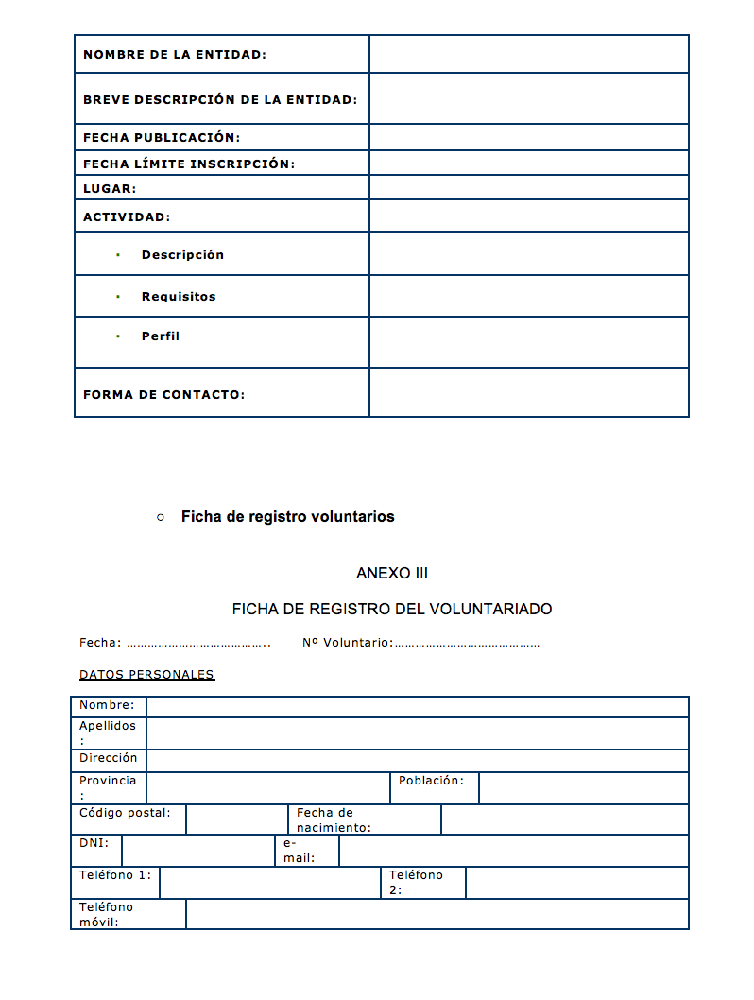 NOMBRE DE LA ENTIDAD:
BREVE DESCRIPCIÓN DE LA ENTIDAD:
FECHA PUBLICACIÓN:
FECHA LÍMITE INSCRIPCIÓN:
LUGAR:
ACTIVIDAD:
▪ Descripción
▪ Requisitos
▪ Perfil
FORMA DE CONTACTO:
○ Ficha de registro voluntarios
ANEXO III
FICHA DE REGISTRO DEL VOLUNTARIADO
Fecha: ………………………………….. Nº Voluntario:……………………………………
DATOS PERSONALES
Nombre:
Apellidos
:
Dirección
Provincia
:
Población:
Código postal:
Fecha de
nacimiento:
DNI:
e-
mail:
Teléfono 1:
Teléfono
2:
Teléfono
móvil: